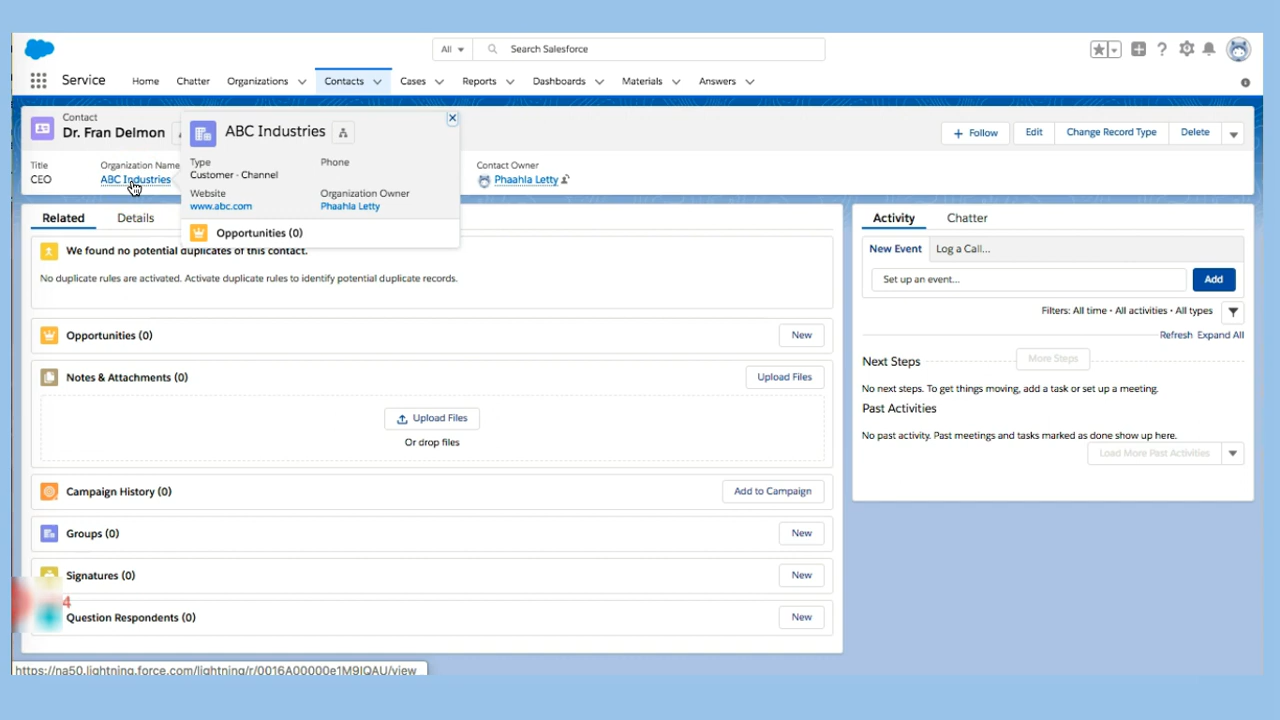 All
Search Salesforce
Service
Home
Chatter
Organizations
Contacts
Cases
Reports
Dashboards
Materials
Answers
Contact
Dr. Fran Delmon
ABC Industries
+ Follow
Edit
Change Record Type
Delete
Title
CEO
Organization Name
ABC Industries
Type
Customer - Channel
Phone
Website
www.abc.com
Organization Owner
Phaahla Letty
Opportunities (0)
Contact Owner
Phaahla Letty
Related
Details
We found no potential duplicates of this contact.
No duplicate rules are activated. Activate duplicate rules to identify potential duplicate records.
Opportunities (0)
New
Notes & Attachments (0)
Upload Files
Upload Files
Or drop files
Campaign History (0)
Add to Campaign
Groups (0)
New
Signatures (0)
New
4
Question Respondents (0)
New
Activity
Chatter
New Event
Log a Call...
Set up an event...
Add
Filters: All time • All activities • All types
Refresh Expand All
Next Steps
More Steps
No next steps. To get things moving, add a task or set up a meeting.
Past Activities
No past activity. Past meetings and tasks marked as done show up here.
Load More Past Activities
https://na50.lightning.force.com/lightning/r/0016A00000e1M9IQAU/view